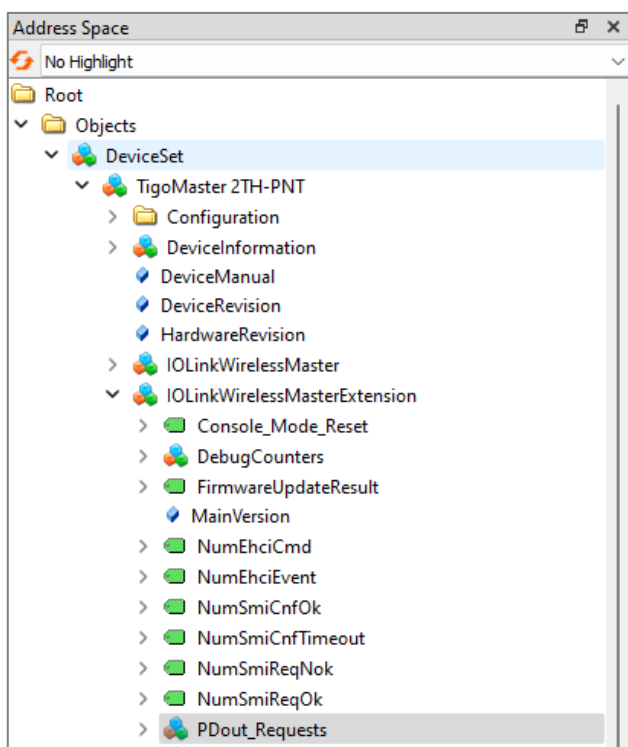 Address Space
No Highlight
Root
Objects
DeviceSet
TigoMaster 2TH-PNT
Configuration
DeviceInformation
DeviceManual
DeviceRevision
HardwareRevision
IOLinkWirelessMaster
IOLinkWirelessMasterExtension
Console_Mode_Reset
DebugCounters
FirmwareUpdateResult
MainVersion
NumEhciCmd
NumEhciEvent
NumSmiCnfOk
NumSmiCnfTimeout
NumSmiReqNok
NumSmiReqOk
PDout_Requests